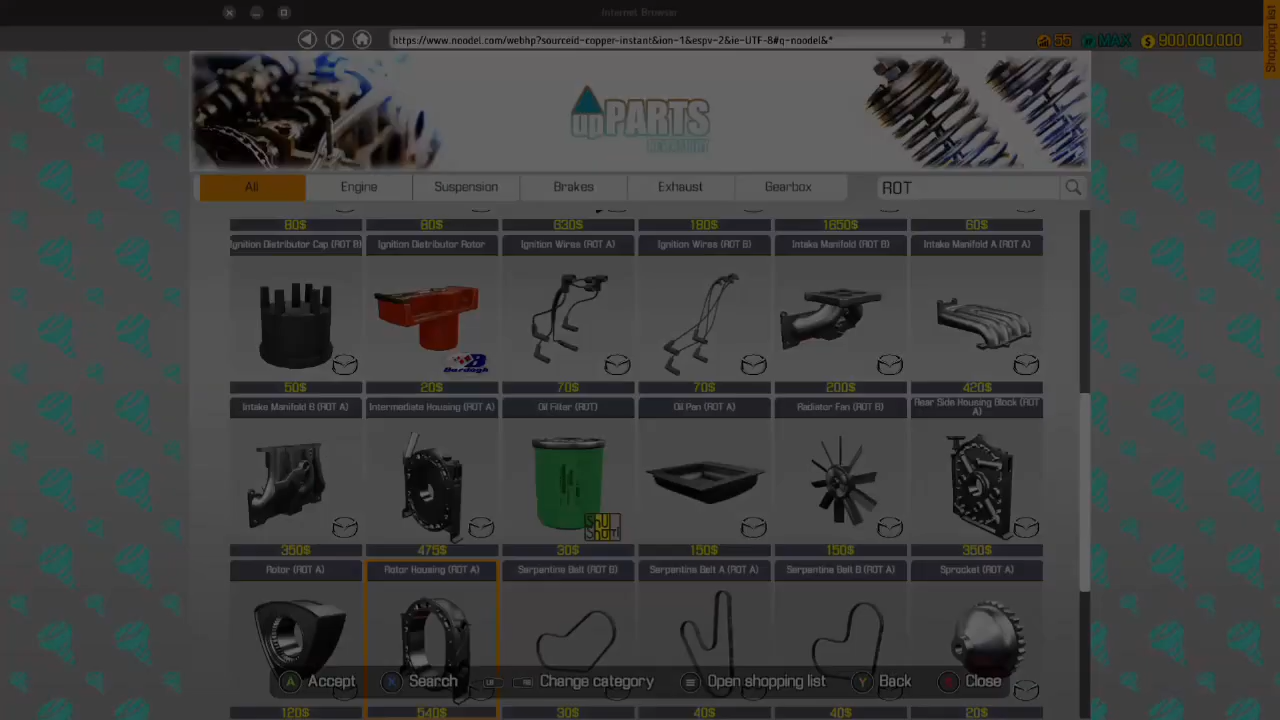 Internet Browser
https://www.noodel.com/webhp?sourceid-copper-instant&ion-1&espv-2&ie-UTF-8#q-noodel&*
55 MAX $ 900,000,000
Shopping list
upPARTS
All Engine Suspension Brakes Exhaust Gearbox ROT
80$ 80$ 630$ 180$ 1650$ 60$
Ignition Distributor Cap (ROT B) Ignition Distributor Rotor Ignition Wires (ROT A) Ignition Wires (ROT B) Intake Manifold (ROT B) Intake Manifold A (ROT A)
50$ 20$ 70$ 70$ 200$ 420$
Intake Manifold B (ROT A) Intermediate Housing (ROT A) Oil Filter (ROT) Oil Pan (ROT A) Radiator Fan (ROT B) Rear Side Housing Block (ROT A)
350$ 475$ 30$ 150$ 150$ 350$
Rotor (ROT A) Rotor Housing (ROT A) Serpentine Belt (ROT B) Serpentine Belt A (ROT A) Serpentine Belt B (ROT A) Sprocket (ROT A)
A Accept X Search Change category Open shopping list Y Back Close
120$ 540$ 30$ 40$ 40$ 20$